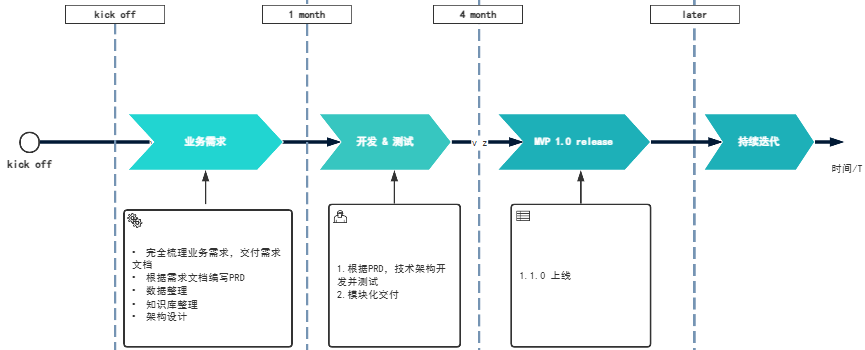 kick off
1 month
4 month
later
业务需求
开发 & 测试
v z
MVP 1.0 release
持续迭代
kick off
时间/T
• 完全梳理业务需求，交付需求
文档
• 根据需求文档编写PRD
• 数据整理
• 知识库整理
• 架构设计
1.根据PRD，技术架构开
发并测试
2.模块化交付
1.1.0 上线